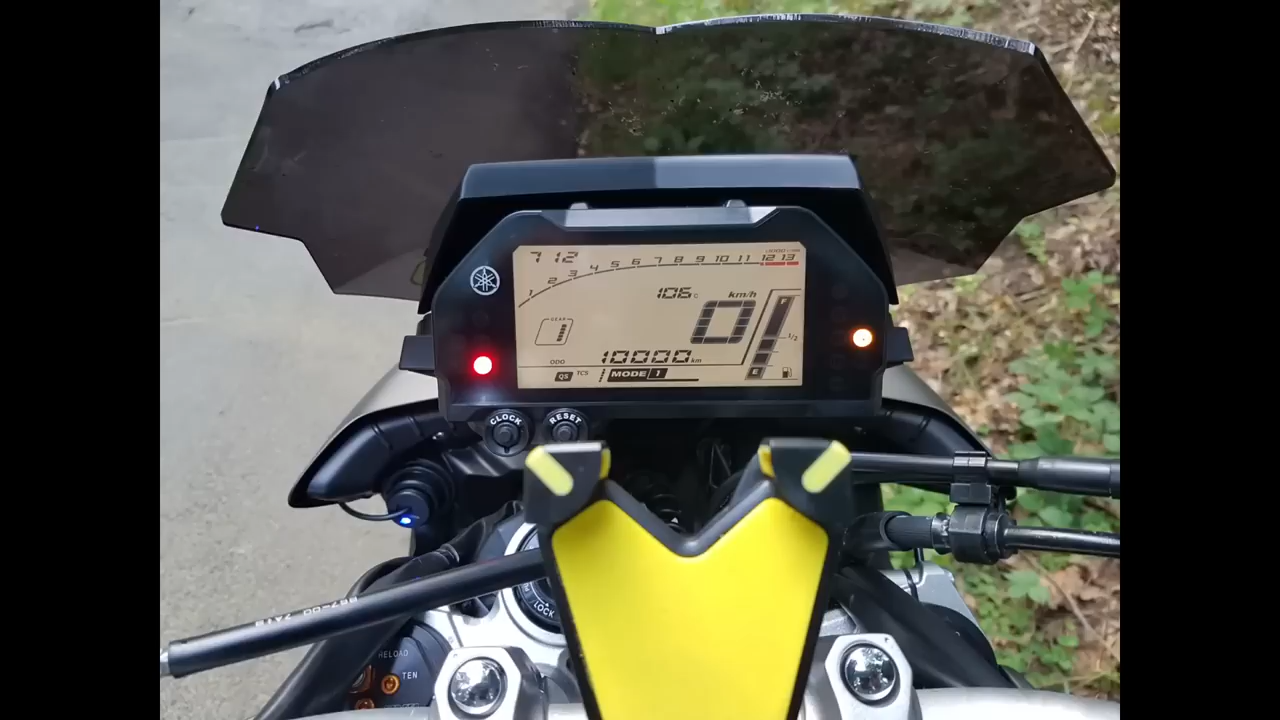 7 12
1 2 3 4 5 6 7 8 9 10 11 12 13
106 c
km/h
0
GEAR
F
1/2
E
ODO
10000 km
QS TCS MODE 1
CLOCK
RESET
LOCK
RELOAD
TEN